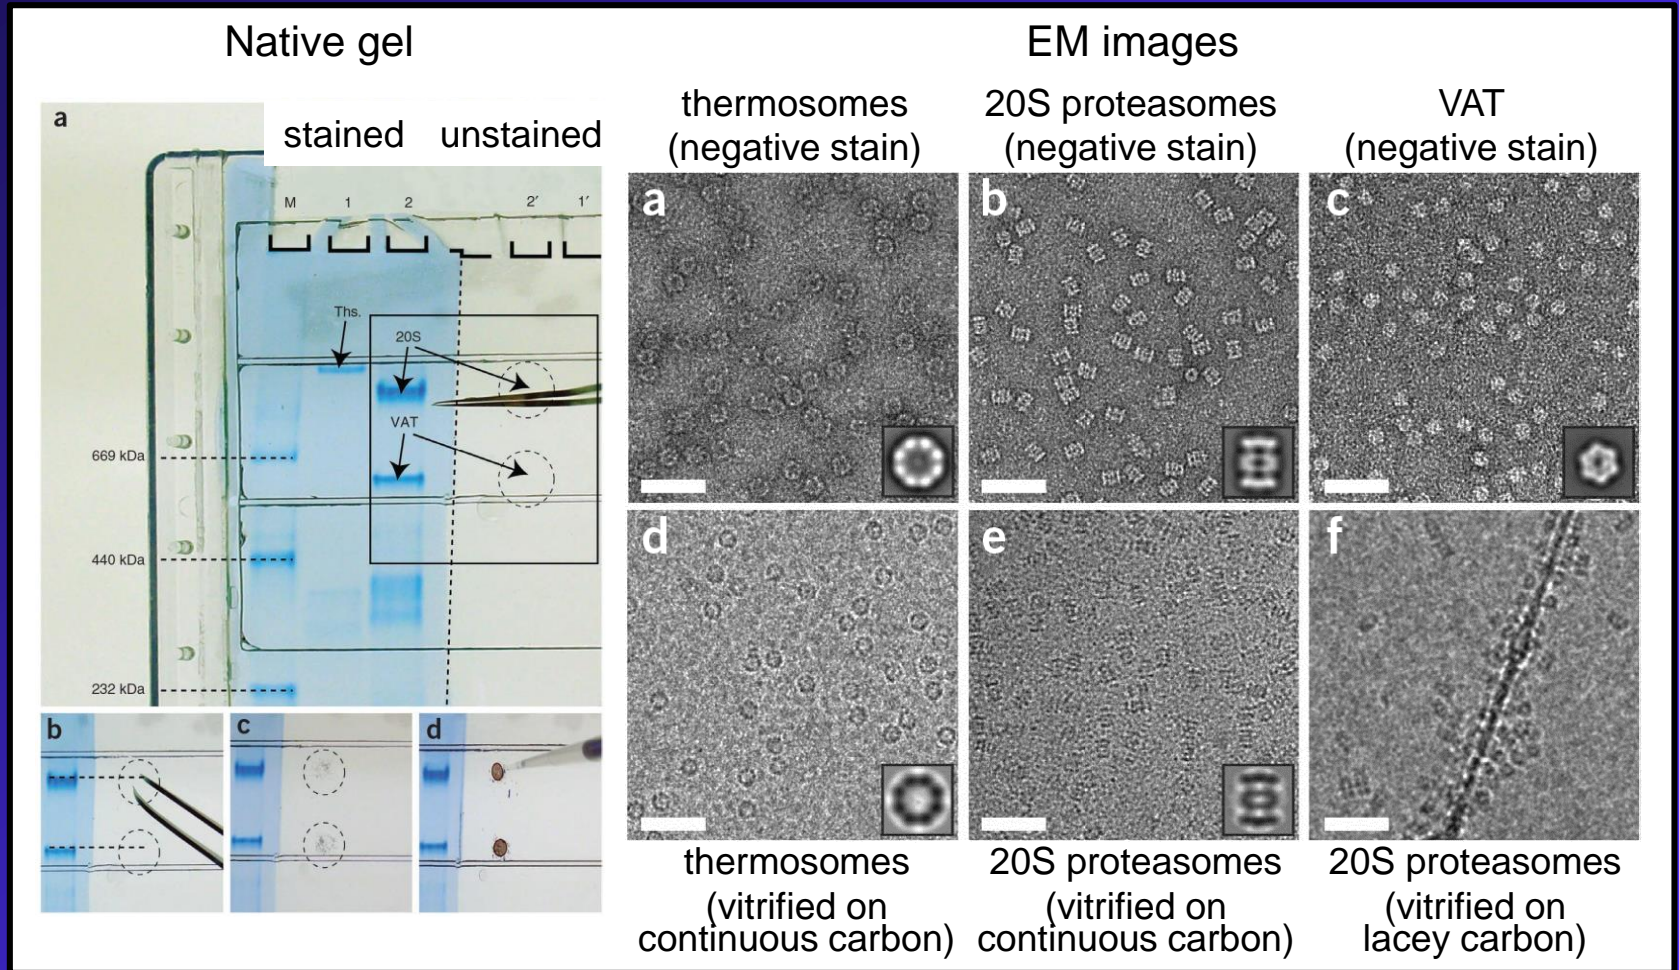 Native gel
a
stained unstained
M 1 2 2′ 1′
Ths.
20S
VAT
669 kDa
440 kDa
232 kDa
b c d
EM images
thermosomes
(negative stain)
20S proteasomes
(negative stain)
VAT
(negative stain)
a b c
d e f
thermosomes
(vitrified on
continuous carbon)
20S proteasomes
(vitrified on
continuous carbon)
20S proteasomes
(vitrified on
lacey carbon)